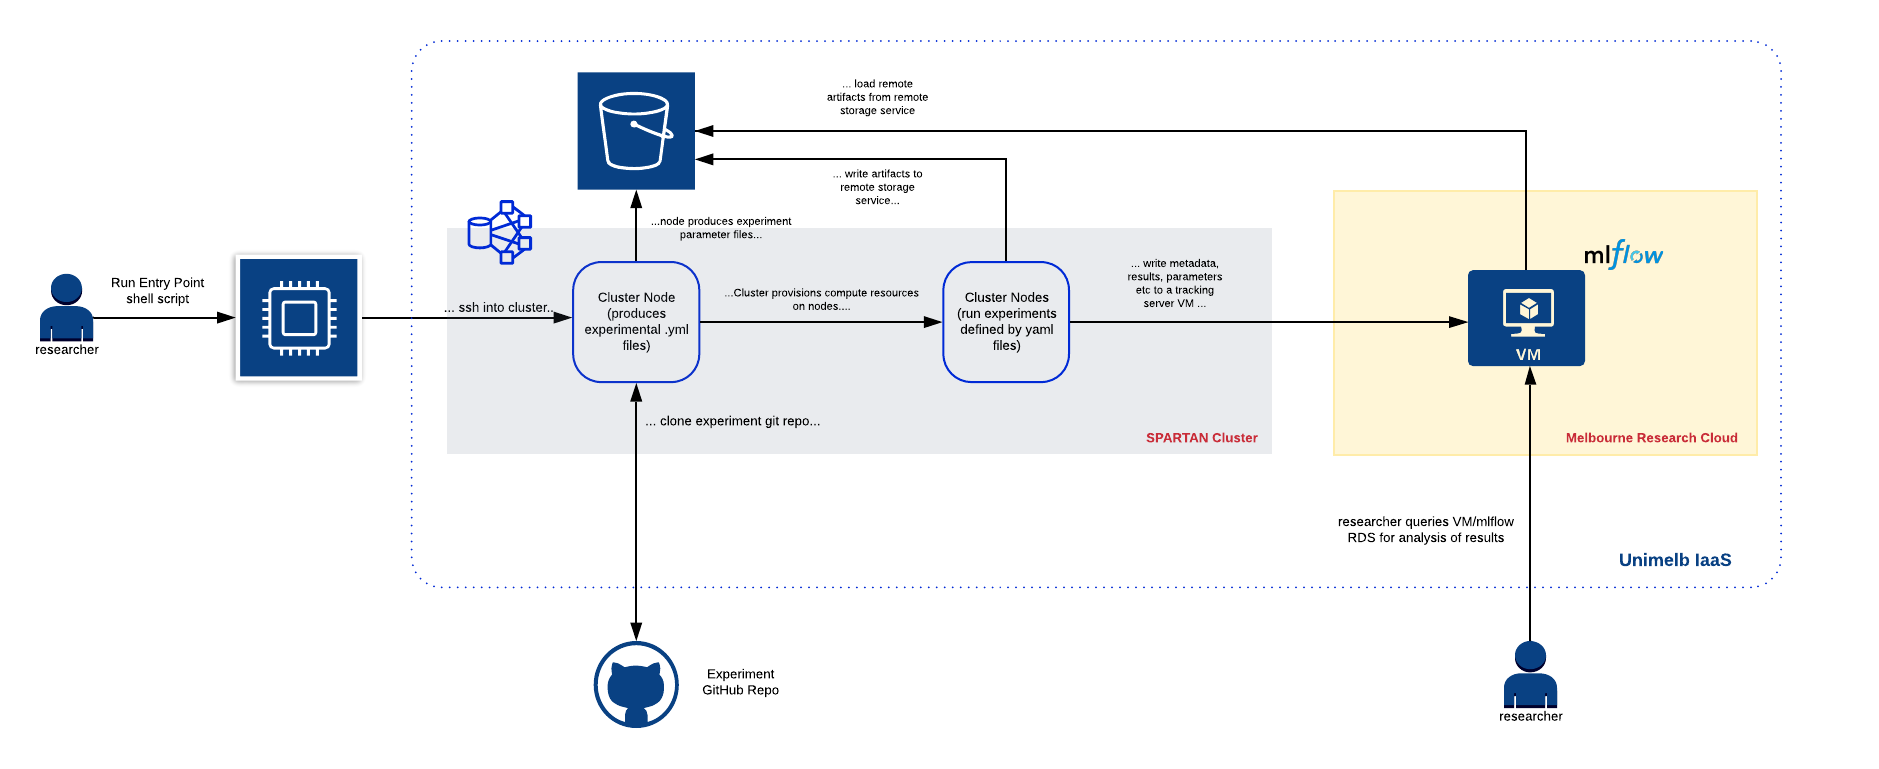 ... load remote
artifacts from remote
storage service
... write artifacts to
remote storage
service...
...node produces experiment
parameter files...
mlflow
Run Entry Point
shell script
researcher
... ssh into cluster...
Cluster Node
(produces
experimental .yml
files)
...Cluster provisions compute resources
on nodes....
Cluster Nodes
(run experiments
defined by yaml
files)
... write metadata,
results, parameters
etc to a tracking
server VM ...
VM
... clone experiment git repo...
SPARTAN Cluster
Melbourne Research Cloud
researcher queries VM/mlflow
RDS for analysis of results
Unimelb IaaS
Experiment
GitHub Repo
researcher